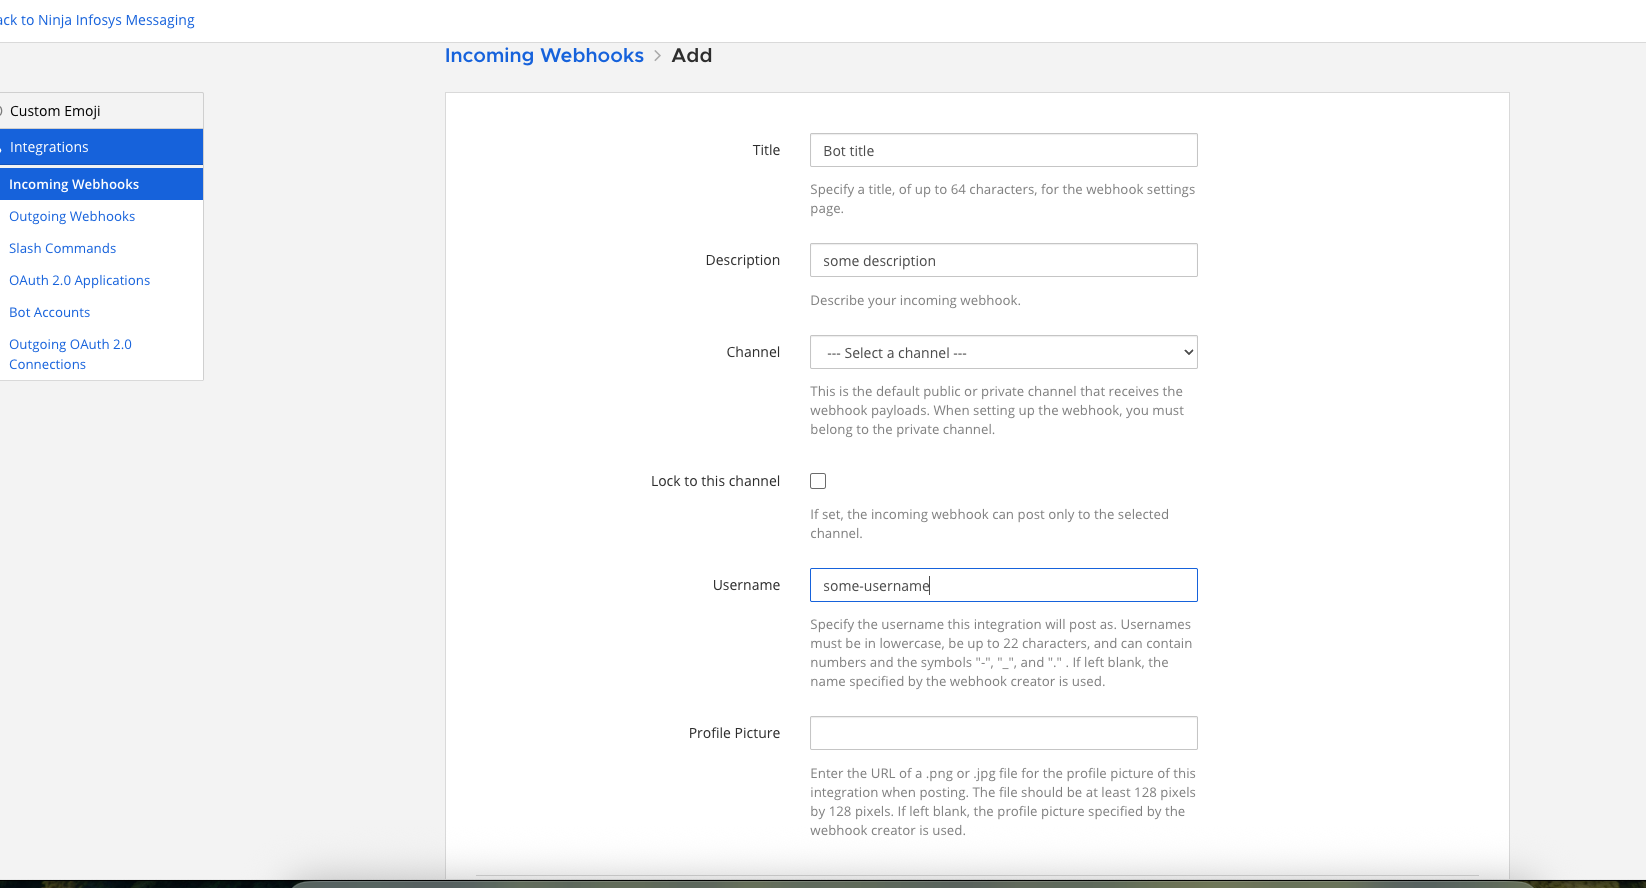 ack to Ninja Infosys Messaging
Incoming Webhooks > Add
Custom Emoji
Integrations
Incoming Webhooks
Outgoing Webhooks
Slash Commands
OAuth 2.0 Applications
Bot Accounts
Outgoing OAuth 2.0
Connections
Title
Bot title
Specify a title, of up to 64 characters, for the webhook settings
page.
Description
some description
Describe your incoming webhook.
Channel
--- Select a channel ---
This is the default public or private channel that receives the
webhook payloads. When setting up the webhook, you must
belong to the private channel.
Lock to this channel
If set, the incoming webhook can post only to the selected
channel.
Username
some-username
Specify the username this integration will post as. Usernames
must be in lowercase, be up to 22 characters, and can contain
numbers and the symbols "-", "_", and "." . If left blank, the
name specified by the webhook creator is used.
Profile Picture
Enter the URL of a .png or .jpg file for the profile picture of this
integration when posting. The file should be at least 128 pixels
by 128 pixels. If left blank, the profile picture specified by the
webhook creator is used.